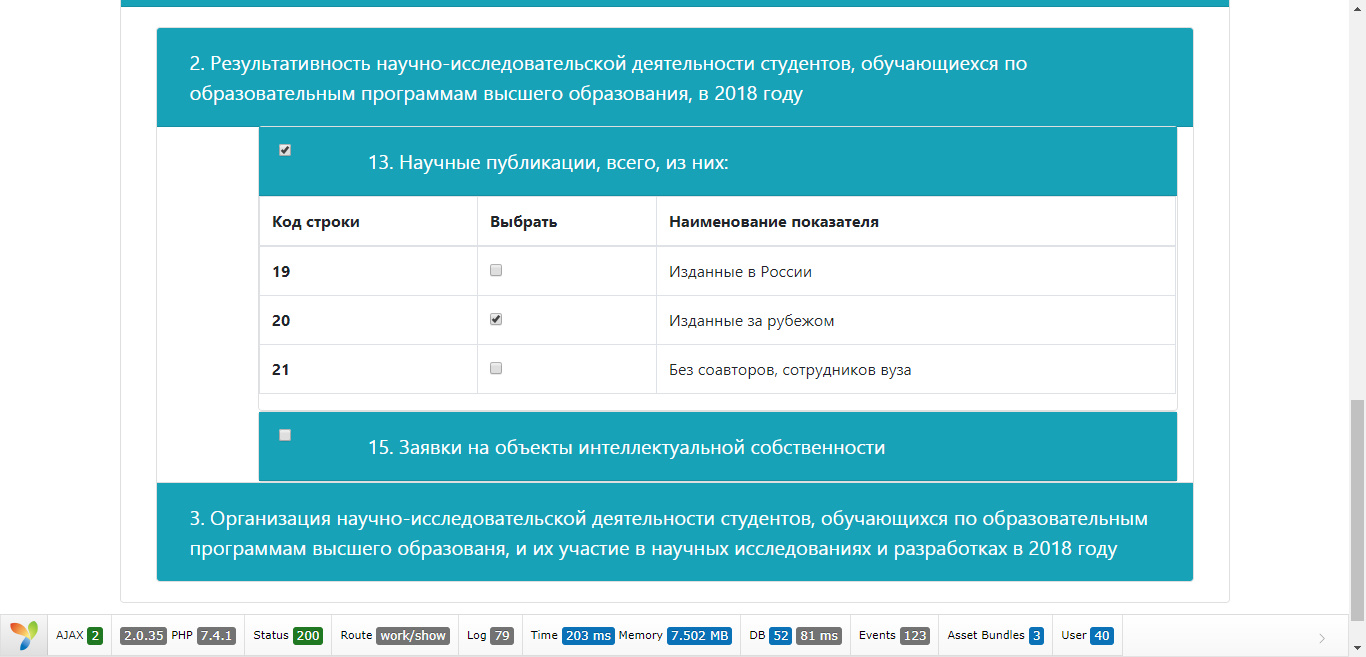 2. Результативность научно-исследовательской деятельности студентов, обучающиехся по
образовательным программам высшего образования, в 2018 году
13. Научные публикации, всего, из них:
Код строки Выбрать Наименование показателя
19 Изданные в России
20 Изданные за рубежом
21 Без соавторов, сотрудников вуза
15. Заявки на объекты интеллектуальной собственности
3. Организация научно-исследовательской деятельности студентов, обучающихся по образовательным
программам высшего образованя, и их участие в научных исследованиях и разработках в 2018 году
AJAX 2 2.0.35 PHP 7.4.1 Status 200 Route work/show Log 79 Time 203 ms Memory 7.502 MB DB 52 81 ms Events 123 Asset Bundles 3 User 40